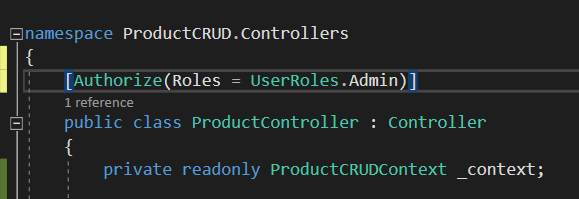 namespace ProductCRUD.Controllers
{
[Authorize(Roles = UserRoles.Admin)]
1 reference
public class ProductController : Controller
{
private readonly ProductCRUDContext _context;